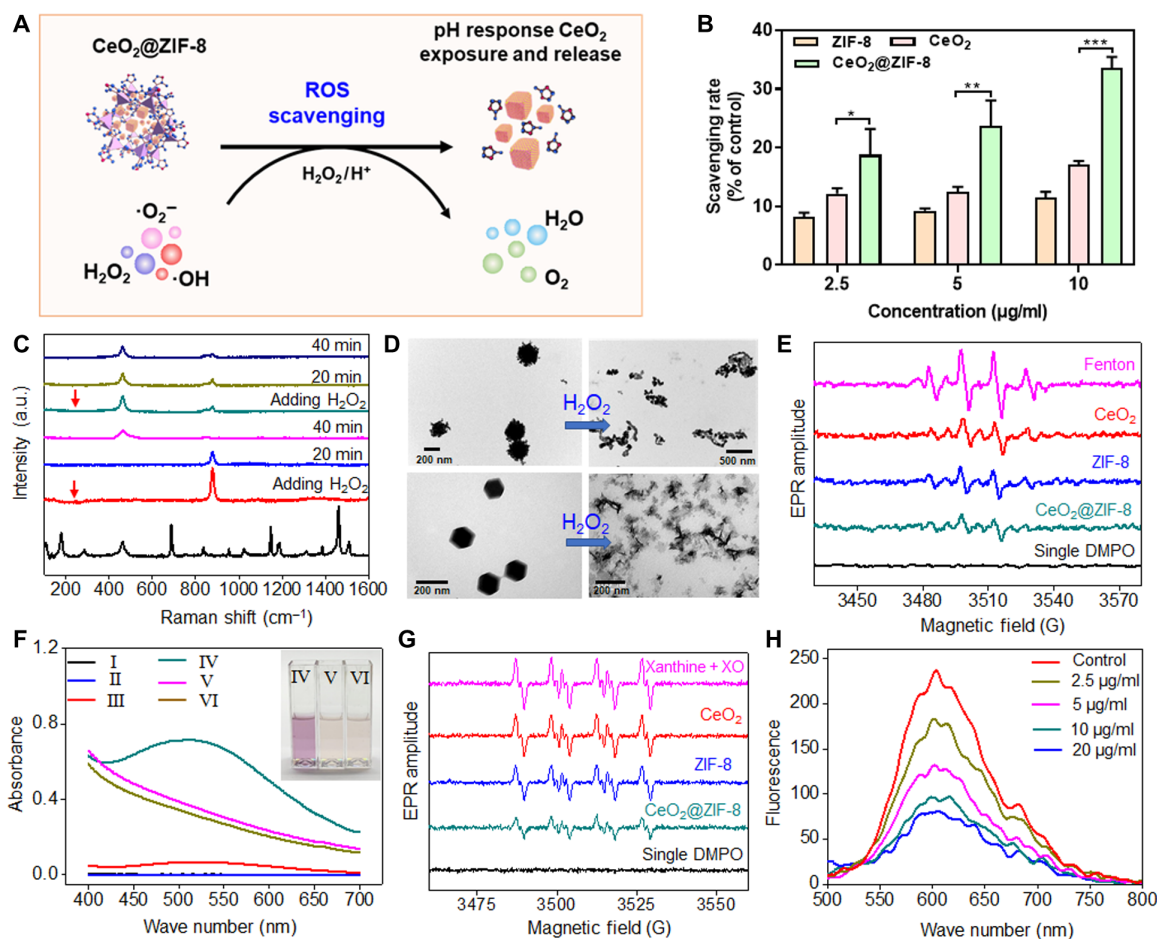 A
CeO₂@ZIF-8
pH response CeO₂
exposure and release
ROS
scavenging
H₂O₂/H⁺
·O₂⁻
H₂O₂
·OH
H₂O
O₂
B
ZIF-8
CeO₂
CeO₂@ZIF-8
*
**
***
40
30
20
10
0
Scavenging rate
(% of control)
2.5
5
10
Concentration (µg/ml)
C
40 min
20 min
Adding H₂O₂
40 min
20 min
Adding H₂O₂
Intensity (a.u.)
200 400 600 800 1000 1200 1400 1600
Raman shift (cm⁻¹)
D
H₂O₂
200 nm
500 nm
H₂O₂
200 nm
200 nm
E
Fenton
CeO₂
ZIF-8
CeO₂@ZIF-8
Single DMPO
EPR amplitude
3450 3480 3510 3540 3570
Magnetic field (G)
F
I
II
III
IV
V
VI
IV V VI
1.2
0.8
0.4
0.0
Absorbance
400 450 500 550 600 650 700
Wave number (nm)
G
Xanthine + XO
CeO₂
ZIF-8
CeO₂@ZIF-8
Single DMPO
EPR amplitude
3475 3500 3525 3550
Magnetic field (G)
H
Control
2.5 µg/ml
5 µg/ml
10 µg/ml
20 µg/ml
250
200
150
100
50
0
Fluorescence
500 550 600 650 700 750 800
Wave number (nm)